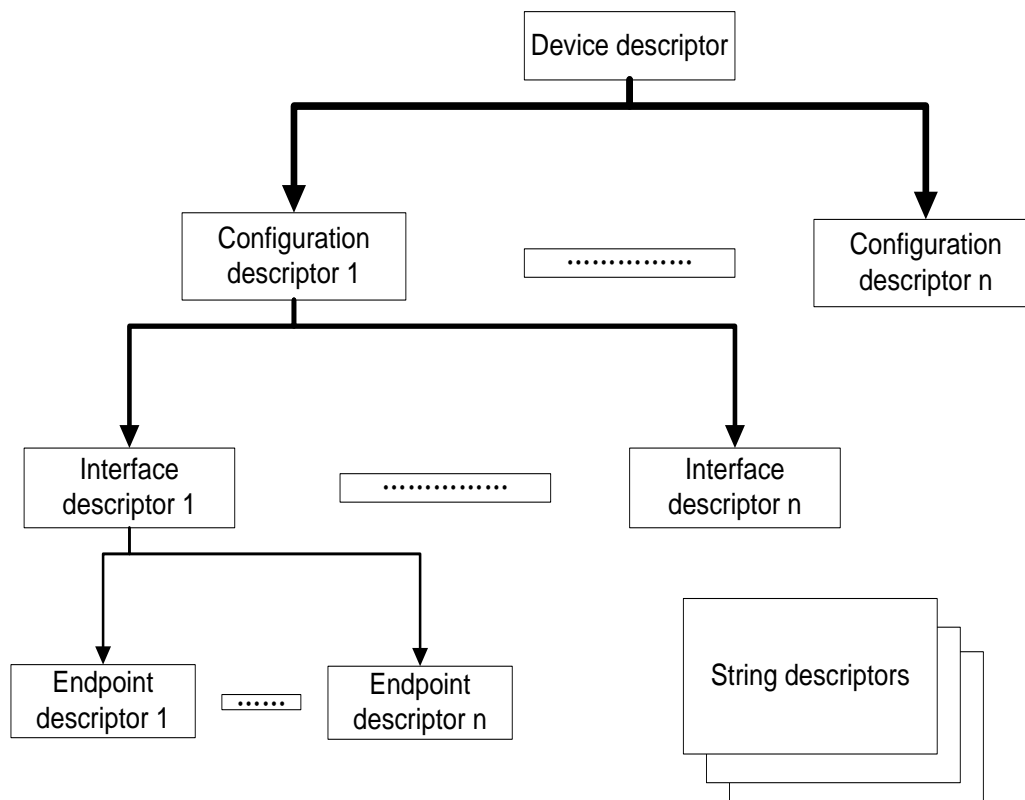 Device descriptor
Configuration
descriptor 1
……………
Configuration
descriptor n
Interface
descriptor 1
……………
Interface
descriptor n
Endpoint
descriptor 1
……
Endpoint
descriptor n
String descriptors